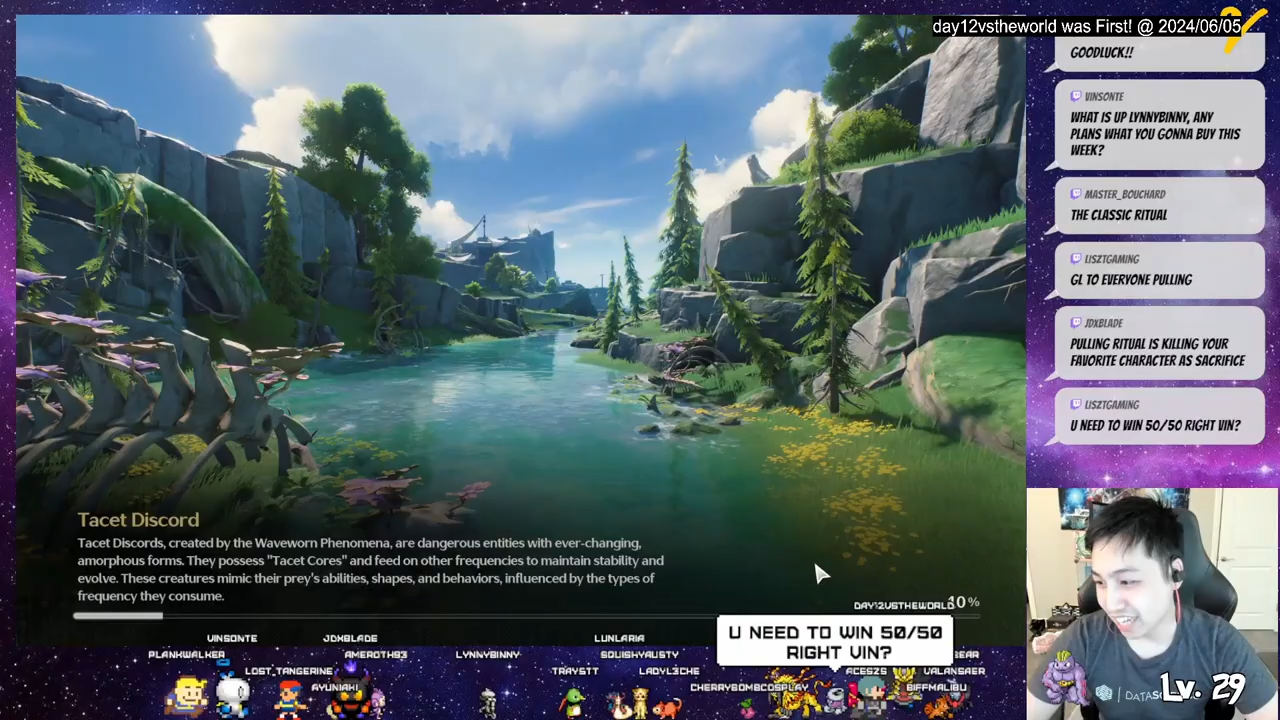 day12vstheworld was First! @ 2024/06/05
GOODLUCK!!
VINSONTE
WHAT IS UP LYNNYBINNY, ANY
PLANS WHAT YOU GONNA BUY THIS
WEEK?
MASTER_BOUCHARD
THE CLASSIC RITUAL
LISZTGAMING
GL TO EVERYONE PULLING
JDXBLADE
PULLING RITUAL IS KILLING YOUR
FAVORITE CHARACTER AS SACRIFICE
LISZTGAMING
U NEED TO WIN 50/50 RIGHT VIN?
Tacet Discord
Tacet Discords, created by the Waveworn Phenomena, are dangerous entities with ever-changing,
amorphous forms. They possess "Tacet Cores" and feed on other frequencies to maintain stability and
evolve. These creatures mimic their prey's abilities, shapes, and behaviors, influenced by the types of
frequency they consume.
DAY12VSTHEWORLD
10%
U NEED TO WIN 50/50
RIGHT VIN?
VINSONTE JDXBLADE LUNLARIA
PLANKWALKER AMEROTH93 LYNNYBINNY SQUISHYAUSTY
LOST_TANGERINE TRAYSTT LADYL3CHE ACESZS VALANSAER
AYUNIAKI CHERRYBOMBCOSPLAY BIFFMALIBU
Lv. 29